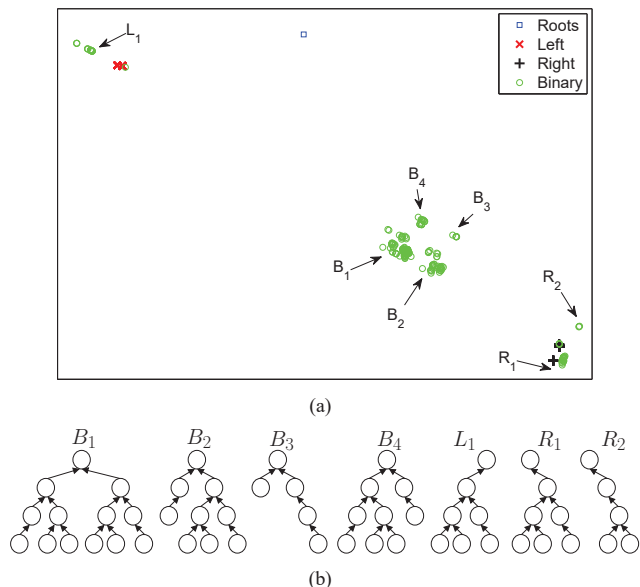 L1
Roots
Left
Right
Binary
B4
B3
B1
B2
R2
R1
(a)
B1 B2 B3 B4 L1 R1 R2
(b)